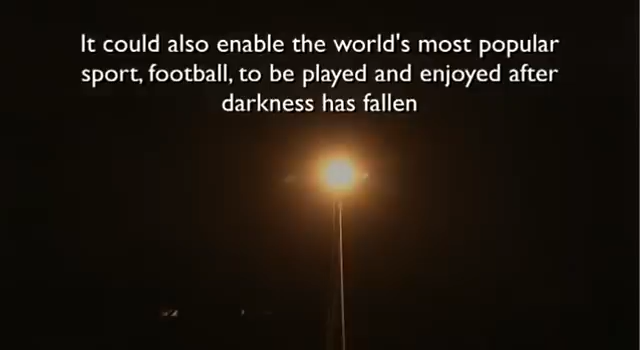 It could also enable the world's most popular
sport, football, to be played and enjoyed after
darkness has fallen